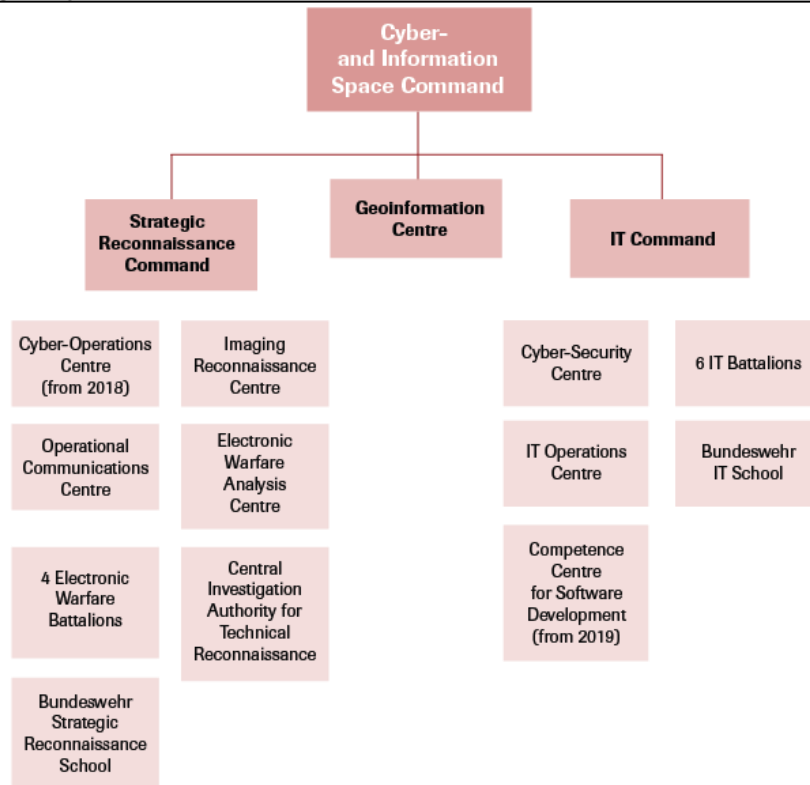 Cyber-
and Information
Space Command
Strategic
Reconnaissance
Command
Geoinformation
Centre
IT Command
Cyber-Operations
Centre
(from 2018)
Imaging
Reconnaissance
Centre
Operational
Communications
Centre
Electronic
Warfare
Analysis
Centre
4 Electronic
Warfare
Battalions
Central
Investigation
Authority for
Technical
Reconnaissance
Bundeswehr
Strategic
Reconnaissance
School
Cyber-Security
Centre
6 IT Battalions
IT Operations
Centre
Bundeswehr
IT School
Competence
Centre
for Software
Development
(from 2019)